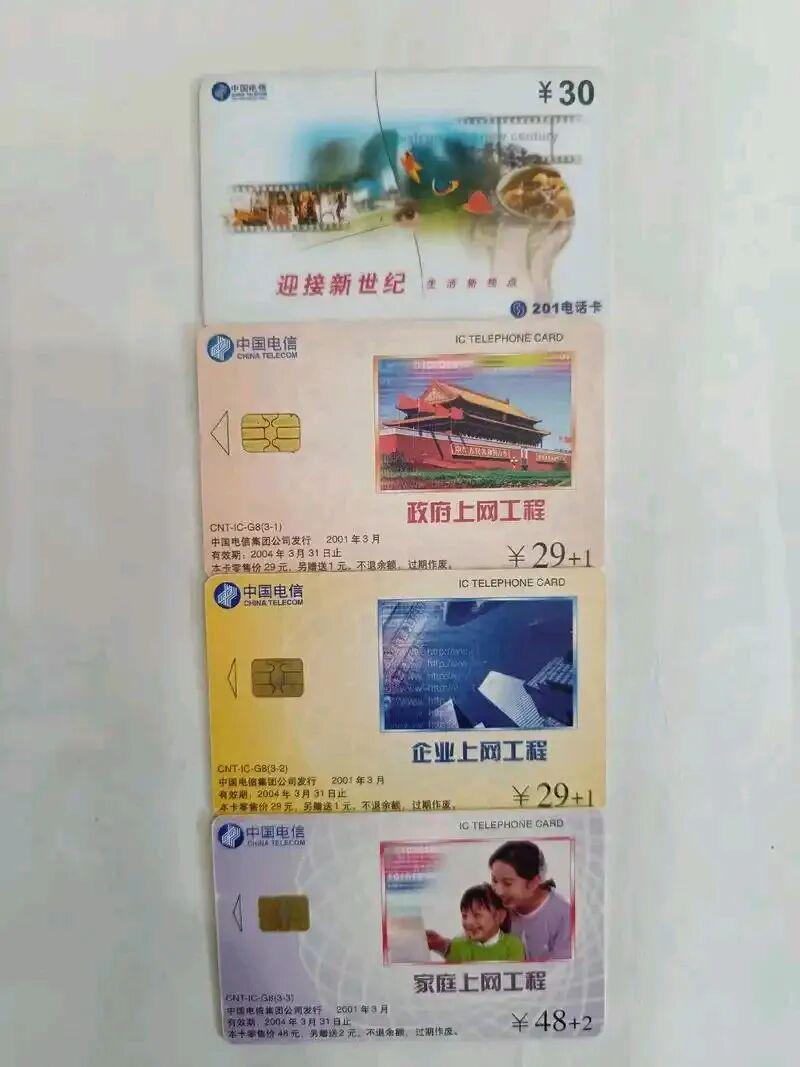 中国电信
CHINA TELECOM
￥30
new century
迎接新世纪 生活新视点
201电话卡
中国电信
CHINA TELECOM
IC TELEPHONE CARD
政府上网工程
CNT-IC-G8(3-1)
中国电信集团公司发行 2001年3月
有效期：2004年3月31日止
本卡零售价29元，另赠送1元。不退余额，过期作废。
￥29+1
中国电信
CHINA TELECOM
IC TELEPHONE CARD
http://
http://
http://
企业上网工程
CNT-IC-G8(3-2)
中国电信集团公司发行 2001年3月
有效期：2004年3月31日止
本卡零售价29元，另赠送1元。不退余额，过期作废。
￥29+1
中国电信
CHINA TELECOM
IC TELEPHONE CARD
家庭上网工程
CNT-IC-G8(3-3)
中国电信集团公司发行 2001年3月
有效期：2004年3月31日止
本卡零售价48元，另赠送2元，不退余额，过期作废。
￥48+2